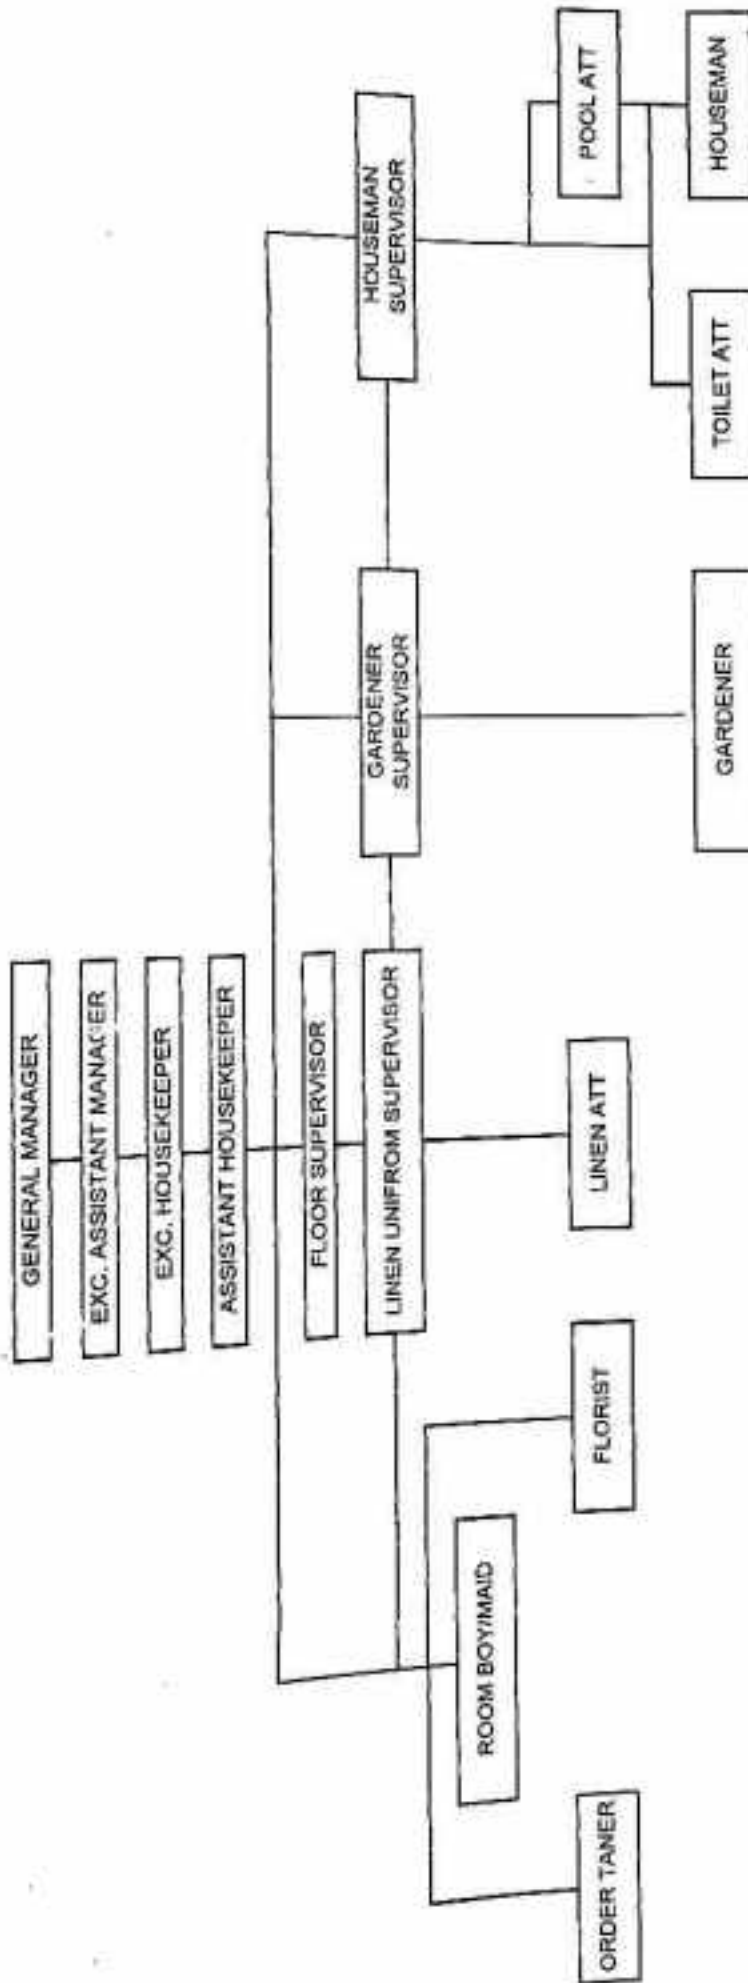 GENERAL MANAGER
EXC. ASSISTANT MANAGER
EXC. HOUSEKEEPER
ASSISTANT HOUSEKEEPER
FLOOR SUPERVISOR
LINEN UNIFROM SUPERVISOR
GARDENER
SUPERVISOR
HOUSEMAN
SUPERVISOR
ROOM BOY/MAID
POOL ATT
ORDER TANER
FLORIST
LINEN ATT
GARDENER
TOILET ATT
HOUSEMAN